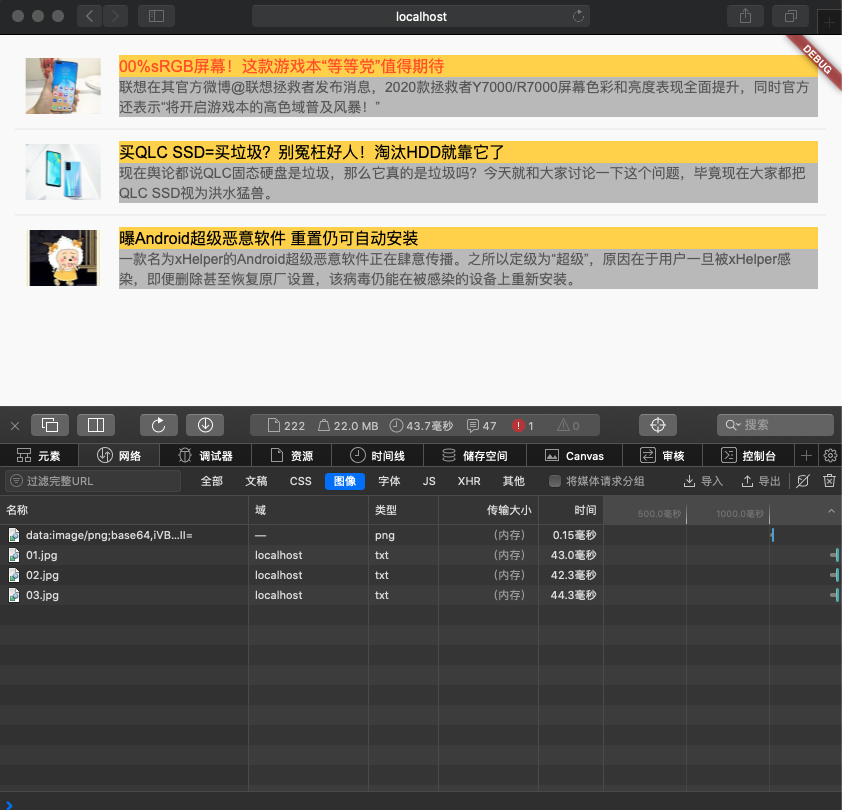 localhost
DEBUG
00%sRGB屏幕！这款游戏本“等等党”值得期待
联想在其官方微博@联想拯救者发布消息，2020款拯救者Y7000/R7000屏幕色彩和亮度表现全面提升，同时官方
还表示“将开启游戏本的高色域普及风暴！”
买QLC SSD=买垃圾？别冤枉好人！淘汰HDD就靠它了
现在舆论都说QLC固态硬盘是垃圾，那么它真的是垃圾吗？今天就和大家讨论一下这个问题，毕竟现在大家都把
QLC SSD视为洪水猛兽。
曝Android超级恶意软件 重置仍可自动安装
一款名为xHelper的Android超级恶意软件正在肆意传播。之所以定级为“超级”，原因在于用户一旦被xHelper感
染，即便删除甚至恢复原厂设置，该病毒仍能在被感染的设备上重新安装。
222 22.0 MB 43.7毫秒 47 1 0 搜索
元素 网络 调试器 资源 时间线 储存空间 Canvas 审核 控制台
过滤完整URL 全部 文稿 CSS 图像 字体 JS XHR 其他 将媒体请求分组 导入 导出
名称 域 类型 传输大小 时间 500.0毫秒 1000.0毫秒
data:image/png;base64,iVB...II= — png （内存） 0.15毫秒
01.jpg localhost txt （内存） 43.0毫秒
02.jpg localhost txt （内存） 42.3毫秒
03.jpg localhost txt （内存） 44.3毫秒